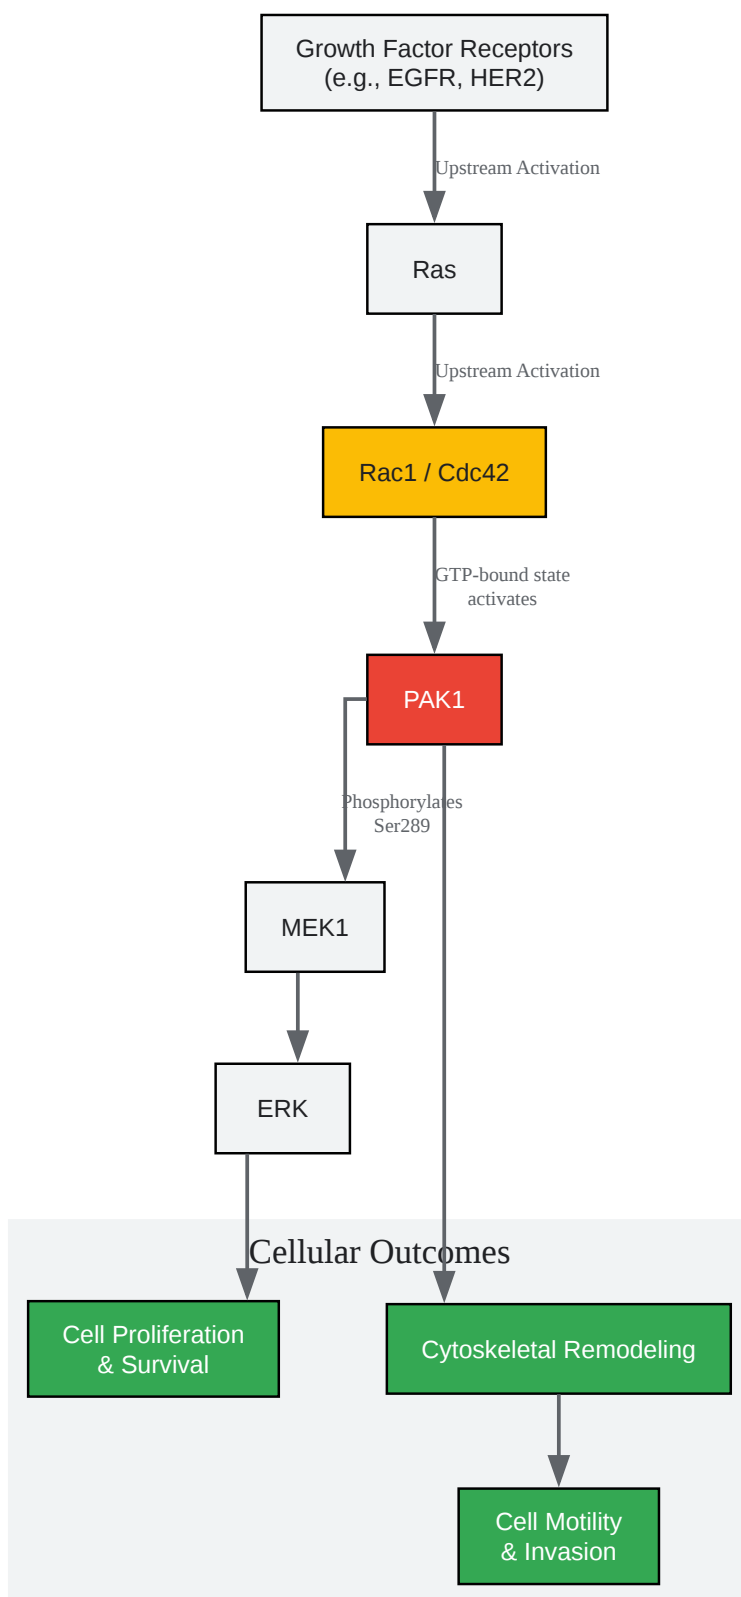 Growth Factor Receptors
(e.g., EGFR, HER2)
Upstream Activation
Ras
Upstream Activation
Rac1 / Cdc42
GTP-bound state
activates
PAK1
Phosphorylates
Ser289
MEK1
ERK
Cellular Outcomes
Cell Proliferation
& Survival
Cytoskeletal Remodeling
Cell Motility
& Invasion